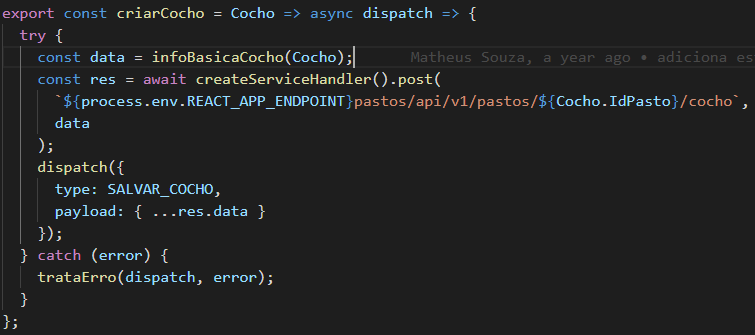 export const criarCocho = Cocho => async dispatch => {
try {
const data = infoBasicaCocho(Cocho); Matheus Souza, a year ago • adiciona es
const res = await createServiceHandler().post(
`${process.env.REACT_APP_ENDPOINT}pastos/api/v1/pastos/${Cocho.IdPasto}/cocho`,
data
);
dispatch({
type: SALVAR_COCHO,
payload: { ...res.data }
});
} catch (error) {
trataErro(dispatch, error);
}
};